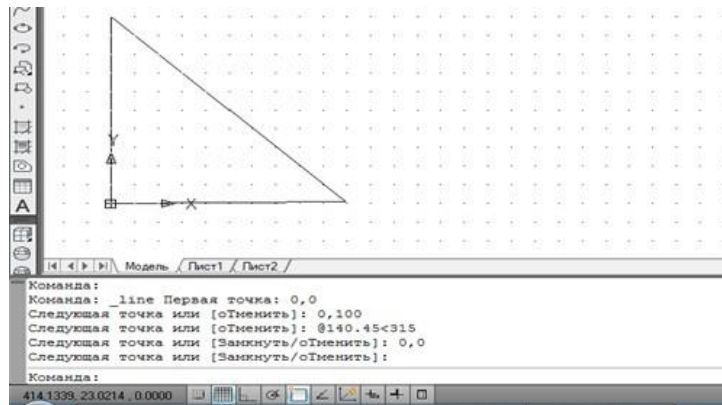 Y
X
A
Модель Лист1 Лист2
Команда:
Команда: _line Первая точка: 0,0
Следующая точка или [оТменить]: 0,100
Следующая точка или [оТменить]: @140.45<315
Следующая точка или [Замкнуть/оТменить]: 0,0
Следующая точка или [Замкнуть/оТменить]:
Команда:
414.1339, 23.0214 , 0.0000